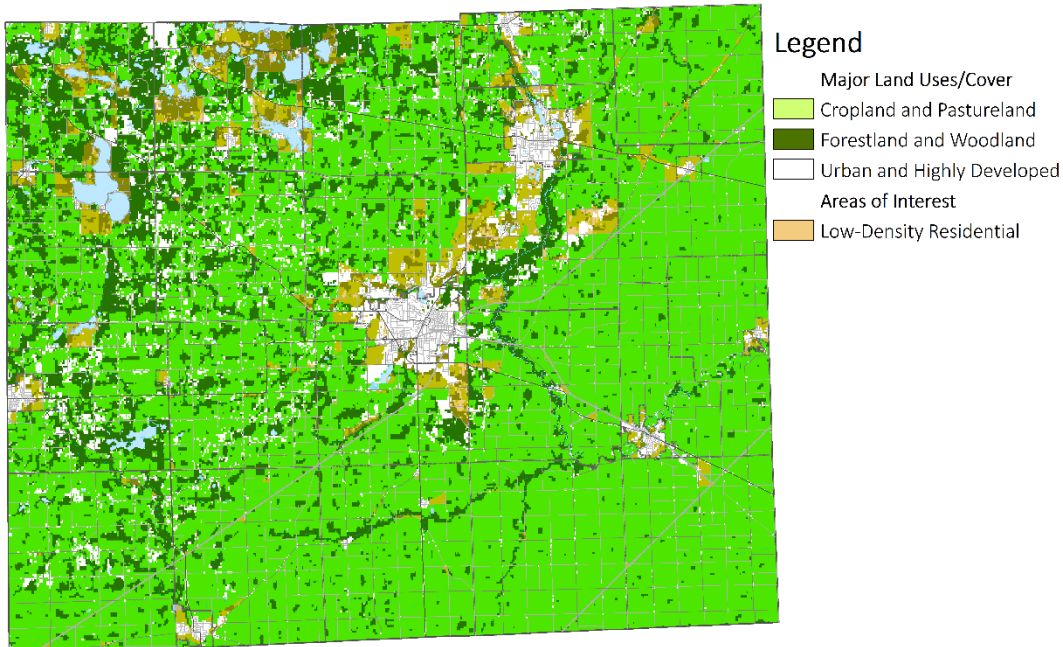 Legend
Major Land Uses/Cover
Cropland and Pastureland
Forestland and Woodland
Urban and Highly Developed
Areas of Interest
Low-Density Residential